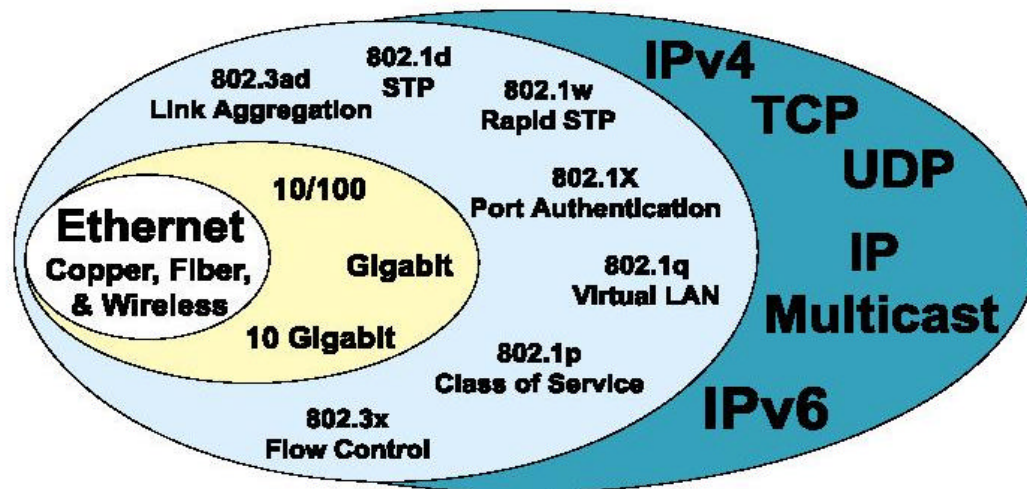 802.3ad
Link Aggregation
802.1d
STP
802.1w
Rapid STP
802.1X
Port Authentication
802.1q
Virtual LAN
802.1p
Class of Service
802.3x
Flow Control
10/100
Gigabit
10 Gigabit
Ethernet
Copper, Fiber,
& Wireless
IPv4
TCP
UDP
IP
Multicast
IPv6